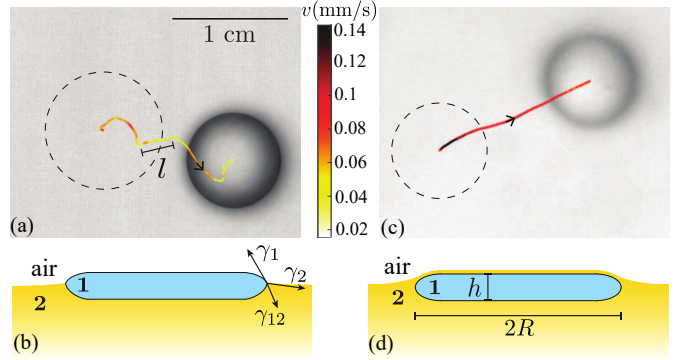 1 cm
l
(a)
v(mm/s)
0.14
0.12
0.10
0.08
0.06
0.04
0.02
(c)
air
1
2
γ1
γ2
γ12
(b)
air
1
h
2
2R
(d)